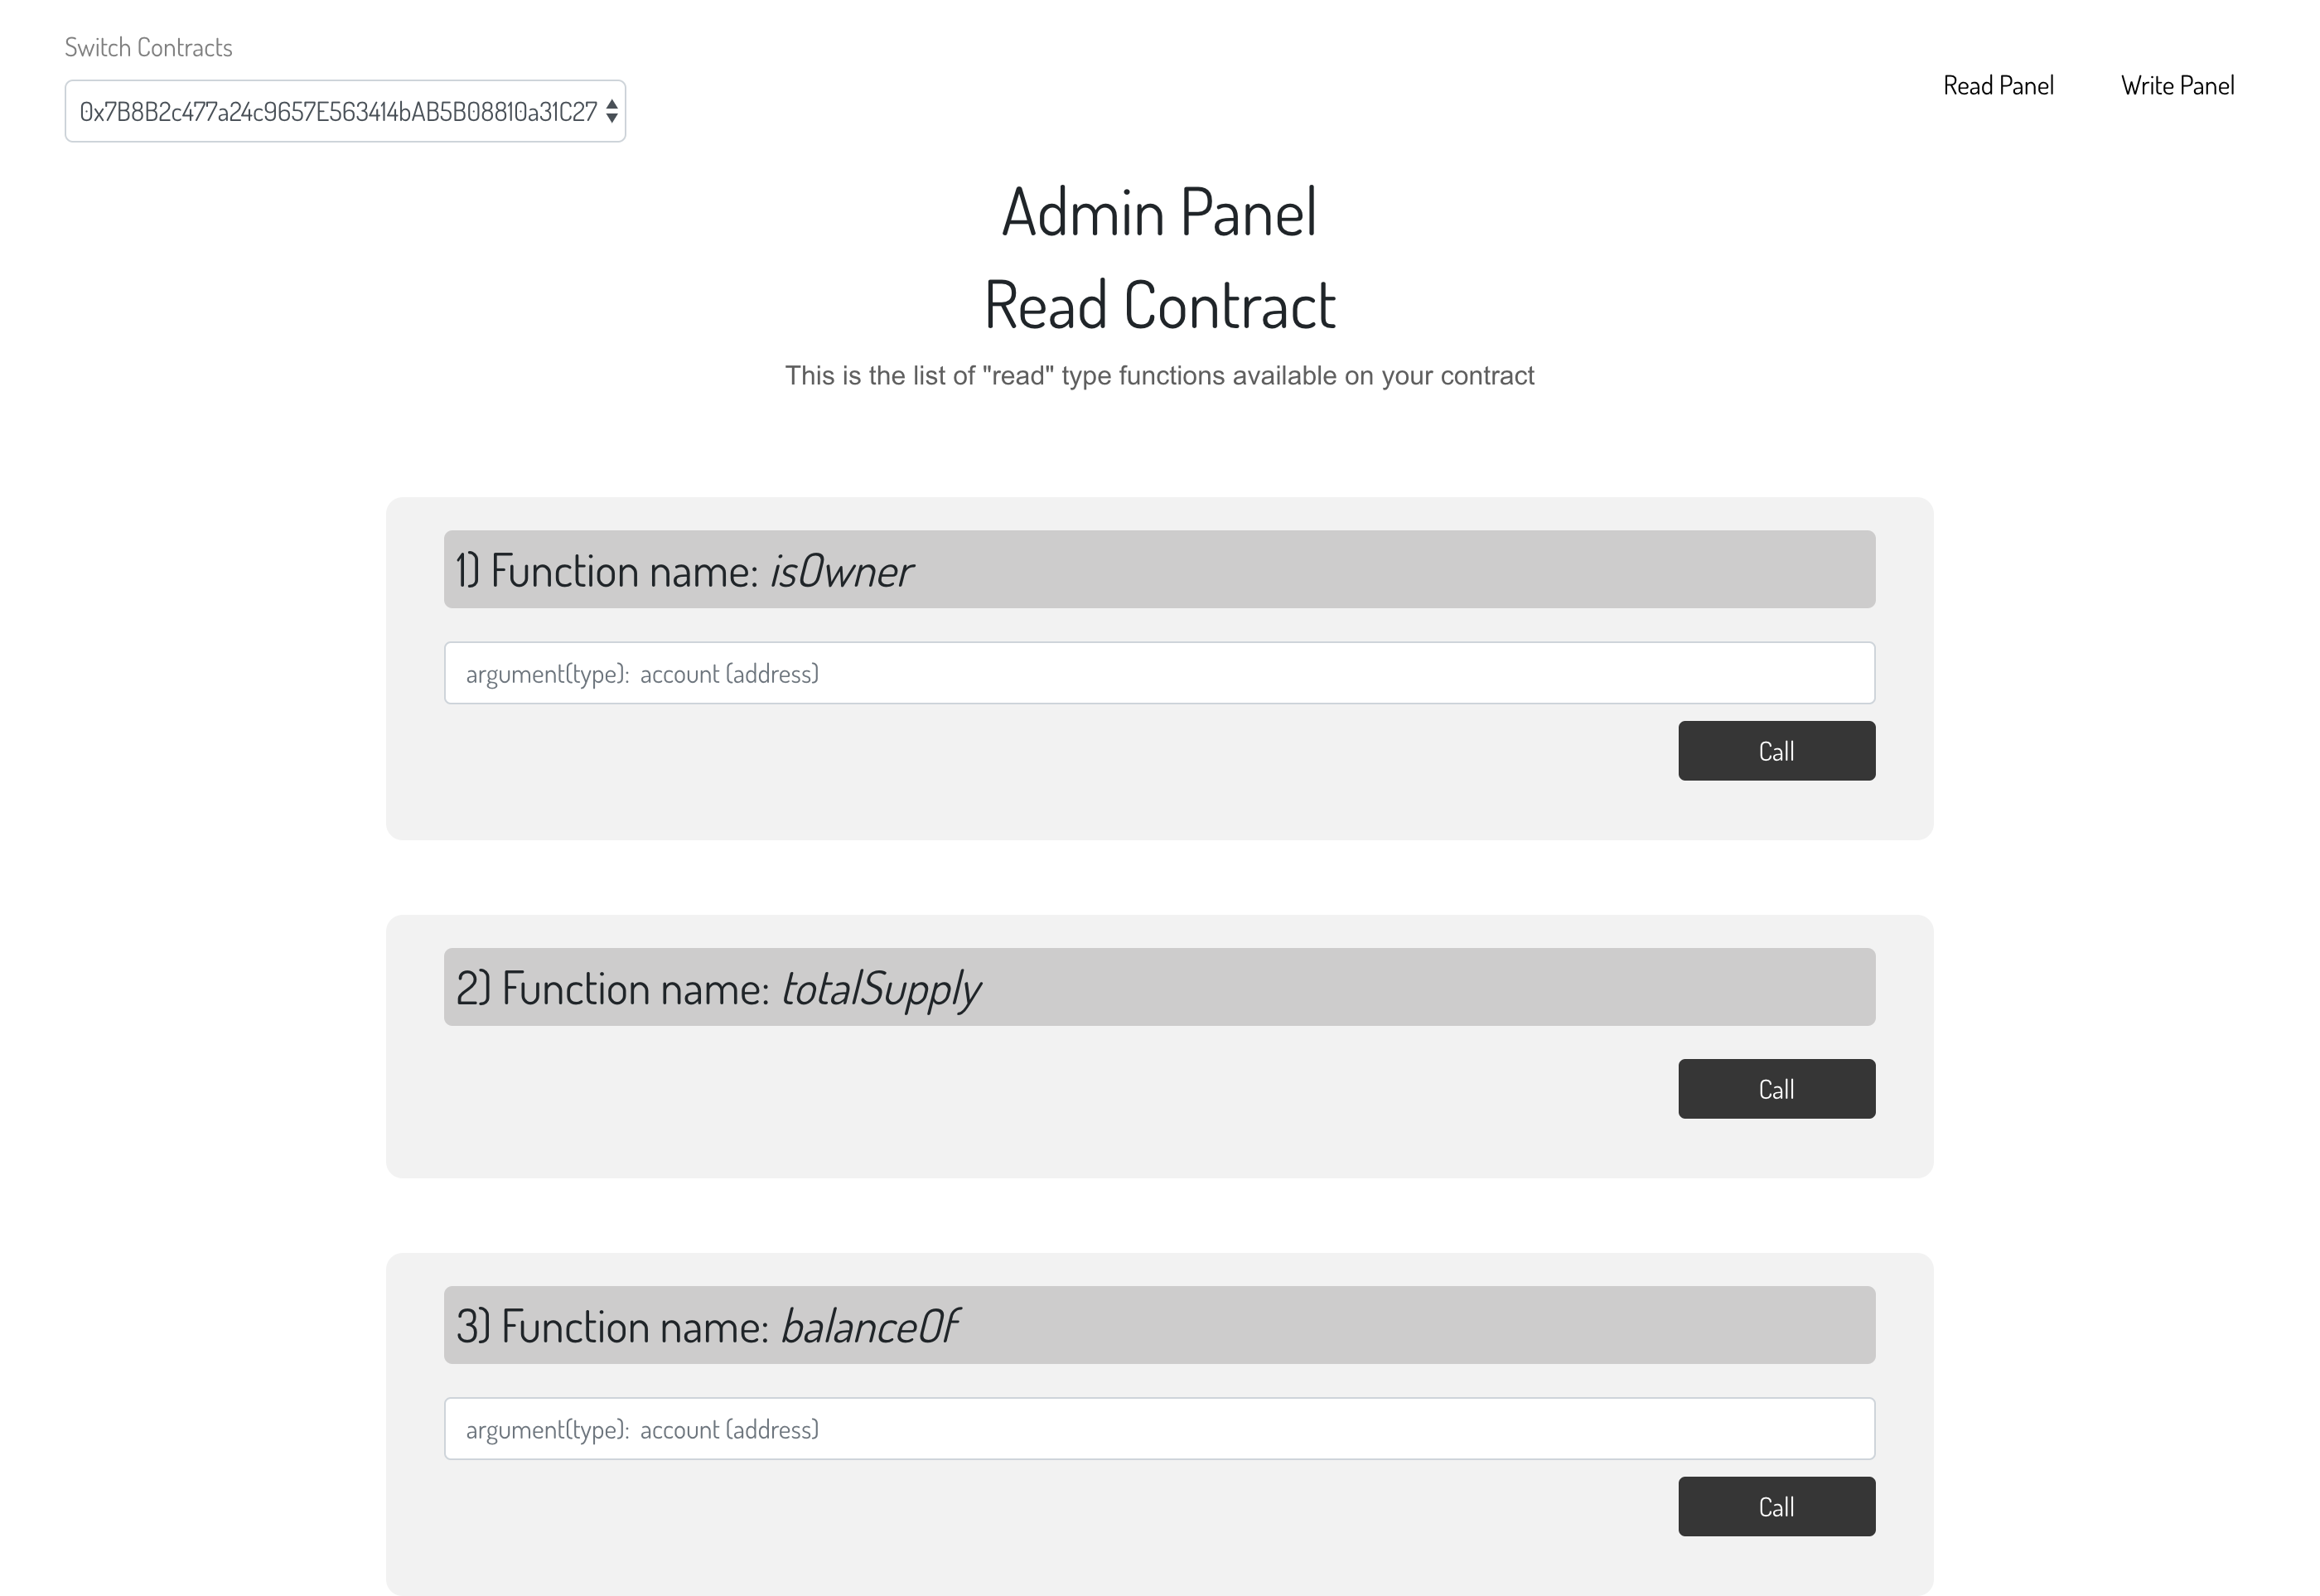 Switch Contracts
0x7B8B2c477a24c9657E563414bAB5B08810a31C27
Read Panel
Write Panel
Admin Panel
Read Contract
This is the list of "read" type functions available on your contract
1) Function name: isOwner
argument(type): account (address)
Call
2) Function name: totalSupply
Call
3) Function name: balanceOf
argument(type): account (address)
Call